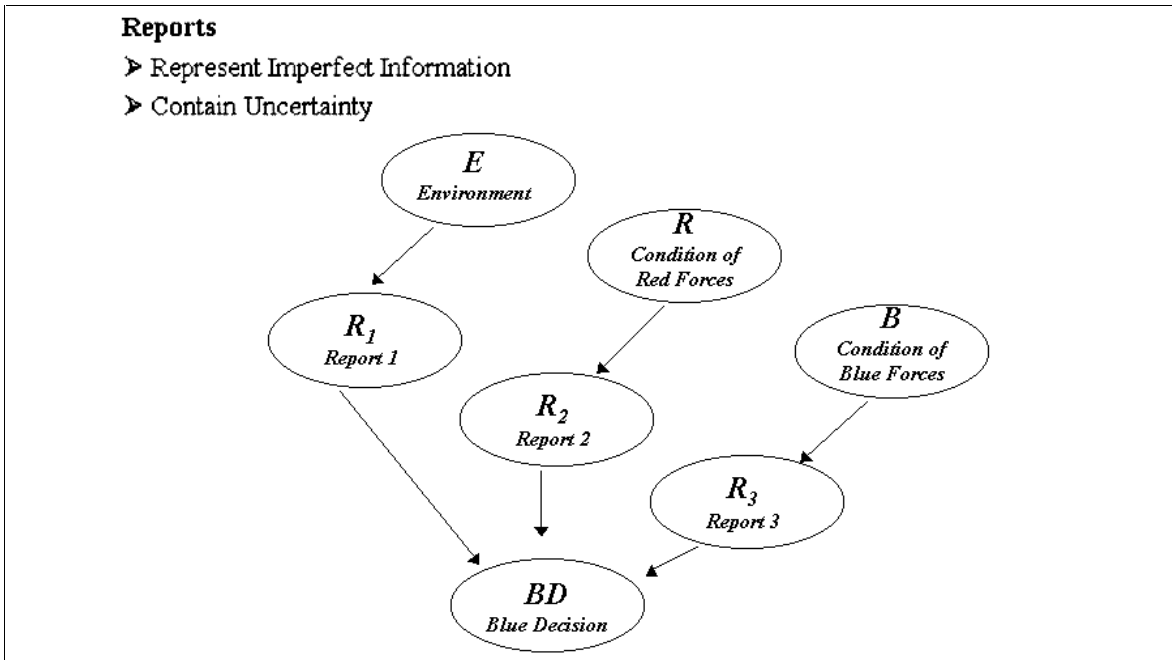 Reports
➤ Represent Imperfect Information
➤ Contain Uncertainty
E
Environment
R
Condition of
Red Forces
B
Condition of
Blue Forces
R1
Report 1
R2
Report 2
R3
Report 3
BD
Blue Decision